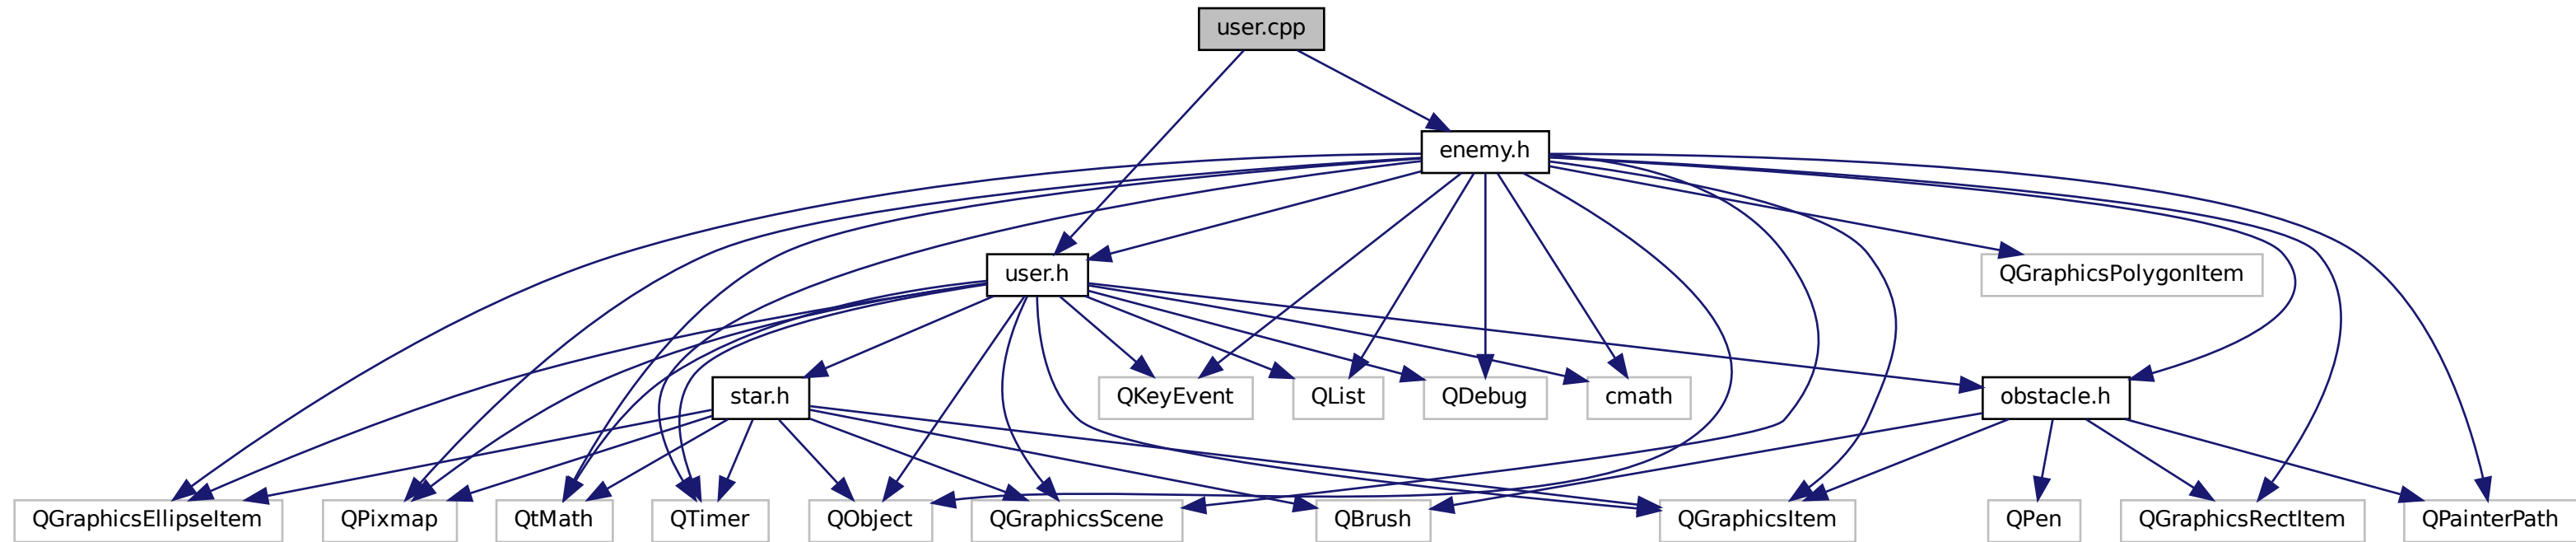 user.cpp
enemy.h
user.h
QGraphicsPolygonItem
star.h
QKeyEvent
QList
QDebug
cmath
obstacle.h
QGraphicsEllipseItem
QPixmap
QtMath
QTimer
QObject
QGraphicsScene
QBrush
QGraphicsItem
QPen
QGraphicsRectItem
QPainterPath